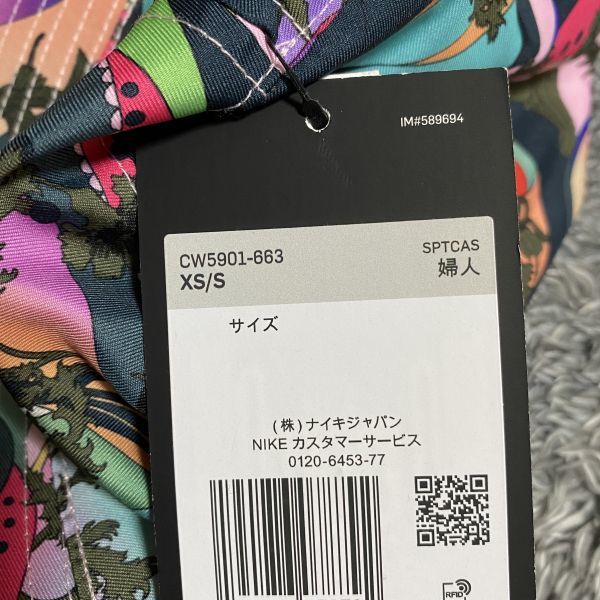 IM#589694
CW5901-663
XS/S
SPTCAS
婦人
サイズ
(株)ナイキジャパン
NIKE カスタマーサービス
0120-6453-77
RFID